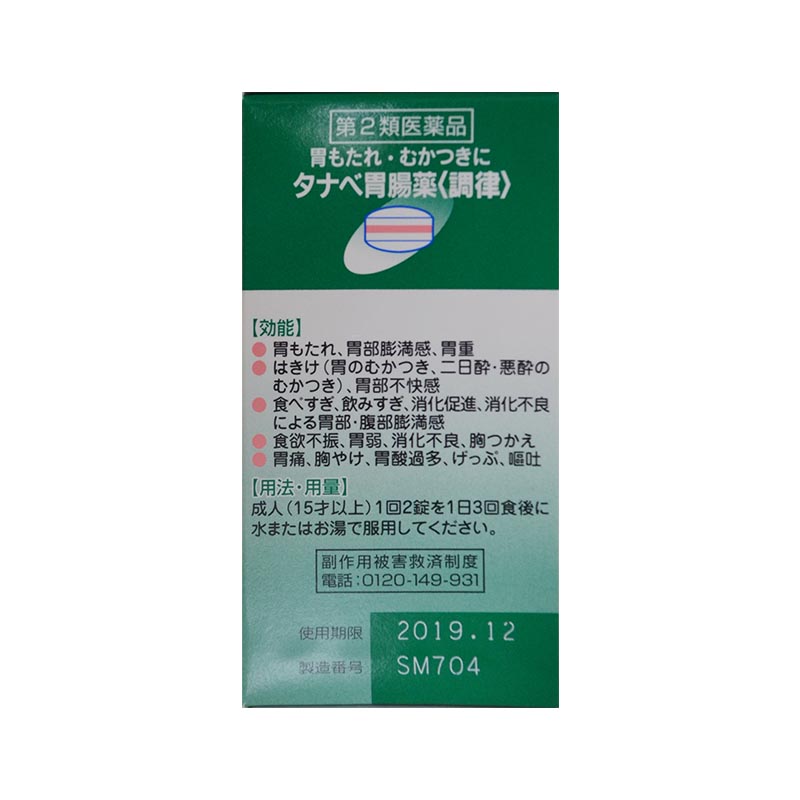 第2類医薬品
胃もたれ・むかつきに
タナベ胃腸薬〈調律〉
【効能】
● 胃もたれ、胃部膨満感、胃重
● はきけ（胃のむかつき、二日酔・悪酔の
むかつき）、胃部不快感
● 食べすぎ、飲みすぎ、消化促進、消化不良
による胃部・腹部膨満感
● 食欲不振、胃弱、消化不良、胸つかえ
● 胃痛、胸やけ、胃酸過多、げっぷ、嘔吐
【用法・用量】
成人（15才以上）1回2錠を1日3回食後に
水またはお湯で服用してください。
副作用被害救済制度
電話：0120-149-931
使用期限 2019.12
製造番号 SM704